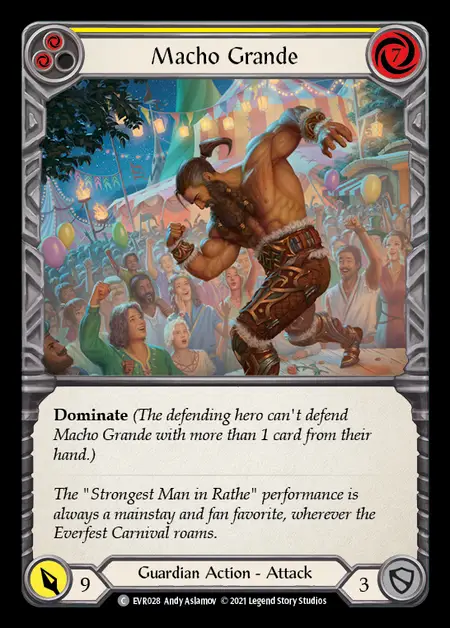 Macho Grande
7
Dominate (The defending hero can't defend
Macho Grande with more than 1 card from their
hand.)
The "Strongest Man in Rathe" performance is
always a mainstay and fan favorite, wherever the
Everfest Carnival roams.
9
Guardian Action - Attack
3
C EVR028 Andy Aslamov © 2021 Legend Story Studios